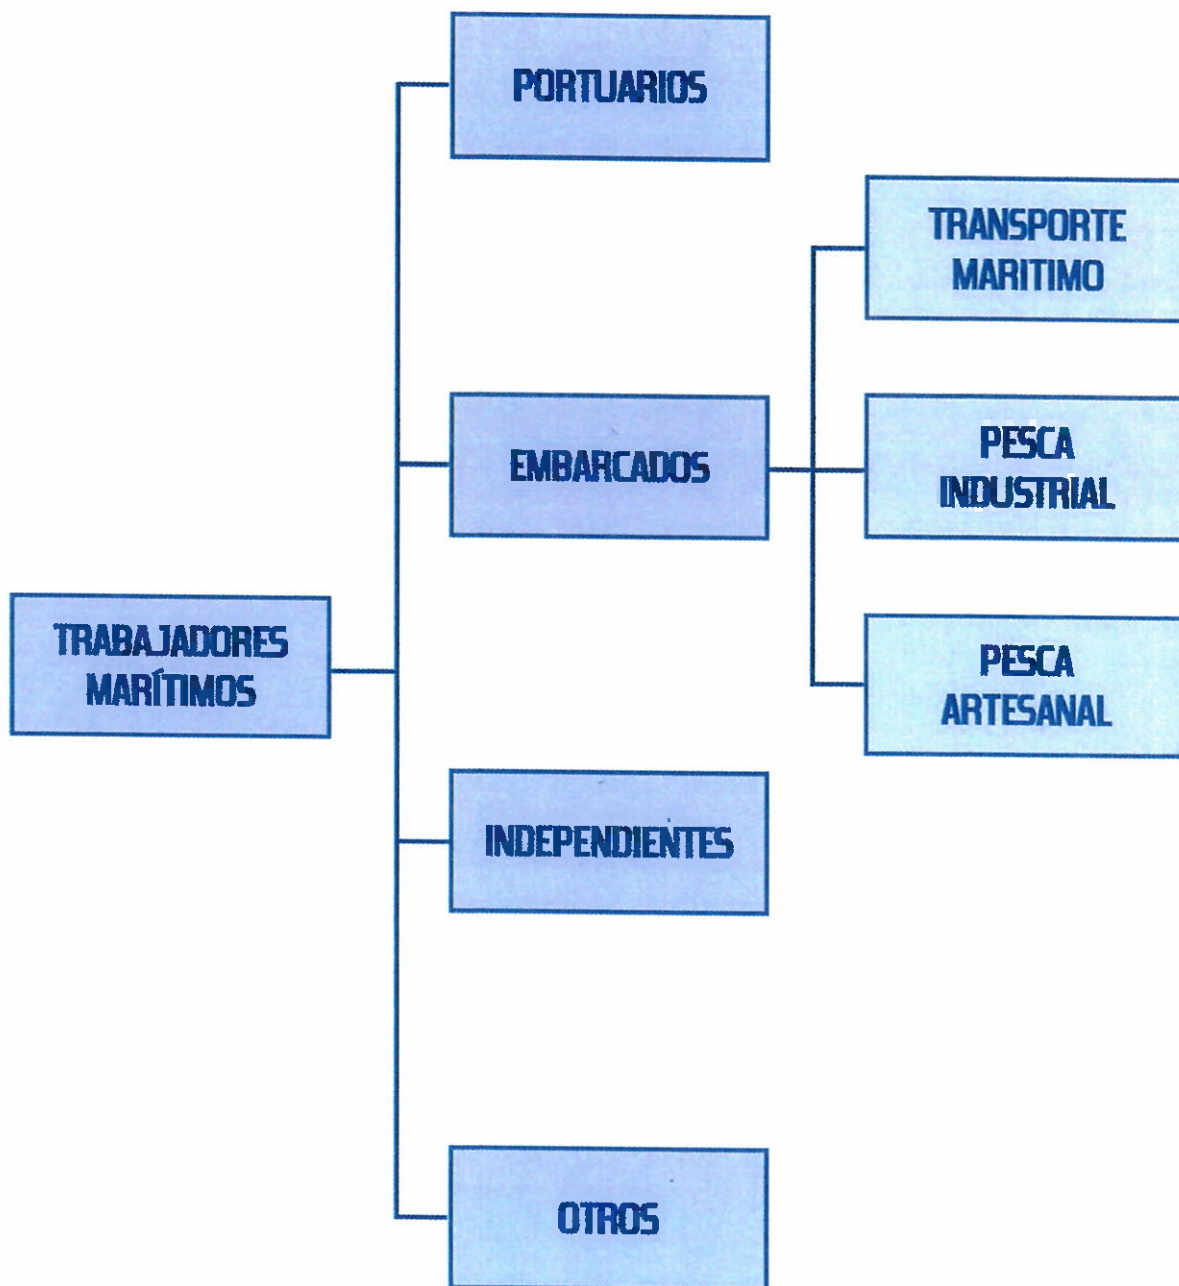 PORTUARIOS
TRANSPORTE
MARITIMO
EMBARCADOS
PESCA
INDUSTRIAL
TRABAJADORES
MARÍTIMOS
PESCA
ARTESANAL
INDEPENDIENTES
OTROS